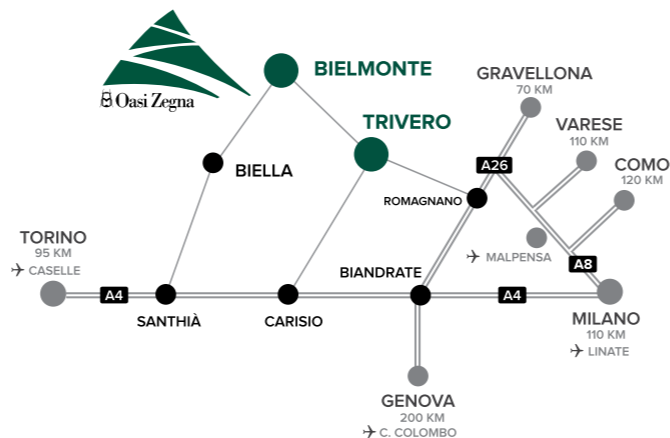 Oasi Zegna
BIELMONTE
GRAVELLONA
70 KM
TRIVERO
VARESE
110 KM
A26
COMO
120 KM
BIELLA
ROMAGNANO
TORINO
95 KM
CASELLE
MALPENSA
A8
BIANDRATE
A4
A4
SANTHIÀ
CARISIO
MILANO
110 KM
LINATE
GENOVA
200 KM
C. COLOMBO